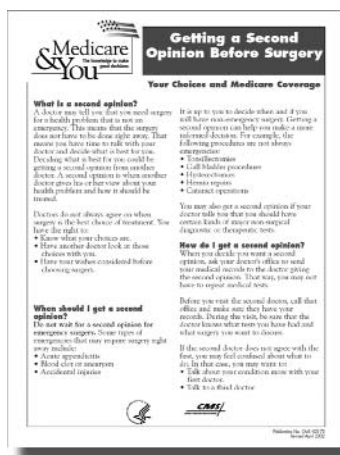 Medicare
& You
The knowledge to make
good decisions.
Getting a Second
Opinion Before Surgery
Your Choices and Medicare Coverage
What is a second opinion?
A doctor may tell you that you need surgery
for a health problem that is not an
emergency. This means that the surgery
does not have to be done right away. That
means you have time to talk with your
doctor and decide what is best for you.
Deciding what is best for you could be
getting a second opinion from another
doctor. A second opinion is when another
doctor gives his or her view about your
health problem and how it should be
treated.
Doctors do not always agree on when
surgery is the best choice of treatment. You
have the right to:
• Know what your choices are.
• Have another doctor look at those
choices with you.
• Have your wishes considered before
choosing surgery.
When should I get a second
opinion?
Do not wait for a second opinion for
emergency surgery. Some types of
emergencies that may require surgery right
away include:
• Acute appendicitis
• Blood clot or aneurysm
• Accidental injuries
It is up to you to decide when and if you
will have non-emergency surgery. Getting a
second opinion can help you make a more
informed decision. For example, the
following procedures are not always
emergencies:
• Tonsillectomies
• Gall bladder procedures
• Hysterectomies
• Hernia repairs
• Cataract operations
You may also get a second opinion if your
doctor tells you that you should have
certain kinds of major non-surgical
diagnostic or therapeutic tests.
How do I get a second opinion?
When you decide you want a second
opinion, ask your doctor's office to send
your medical records to the doctor giving
the second opinion. That way, you may not
have to repeat medical tests.
Before you visit the second doctor, call that
office and make sure they have your
records. During the visit, be sure that the
doctor knows what tests you have had and
what surgery you want to discuss.
If the second doctor does not agree with the
first, you may feel confused about what to
do. In that case, you may want to:
• Talk about your condition more with your
first doctor.
• Talk to a third doctor.
CMS
Publication No. CMS-02173
Revised April 2002